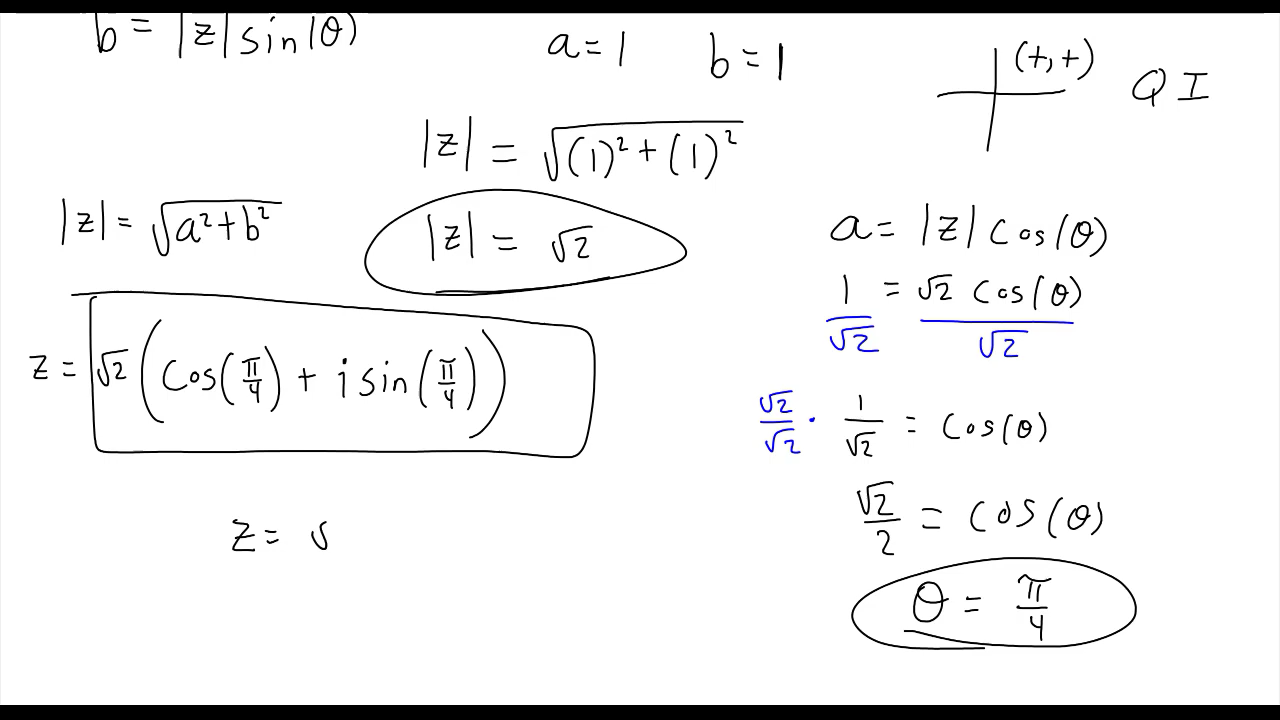 b = |z| sin(θ)
a = 1 b = 1
(+,+) Q I
|z| = √(1)² + (1)²
|z| = √a² + b²
|z| = √2
z = √2 (cos(π/4) + i sin(π/4))
z = √
a = |z| cos(θ)
1/√2 = √2 cos(θ)/√2
√2/√2 · 1/√2 = cos(θ)
√2/2 = cos(θ)
θ = π/4